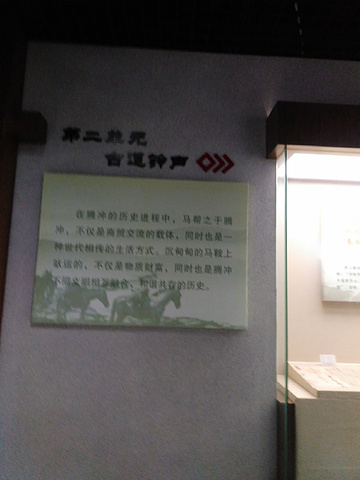 第二单元
古道铃声
在腾冲的历史进程中，马帮之于腾
冲，不仅是商贸交流的载体，同时也是一
种世代相传的生活方式。沉甸甸的马鞍上
驮运的，不仅是物质财富，同时也是腾冲
不同文明相互融合，和谐共存的历史。